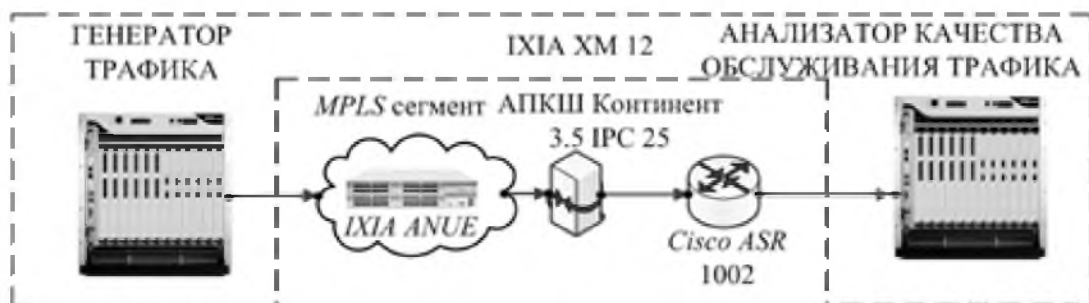 ГЕНЕРАТОР
ТРАФИКА
IXIA XM 12
АНАЛИЗАТОР КАЧЕСТВА
ОБСЛУЖИВАНИЯ ТРАФИКА
MPLS сегмент
АПКШ Континент
3.5 IPC 25
IXIA ANUE
Cisco ASR
1002